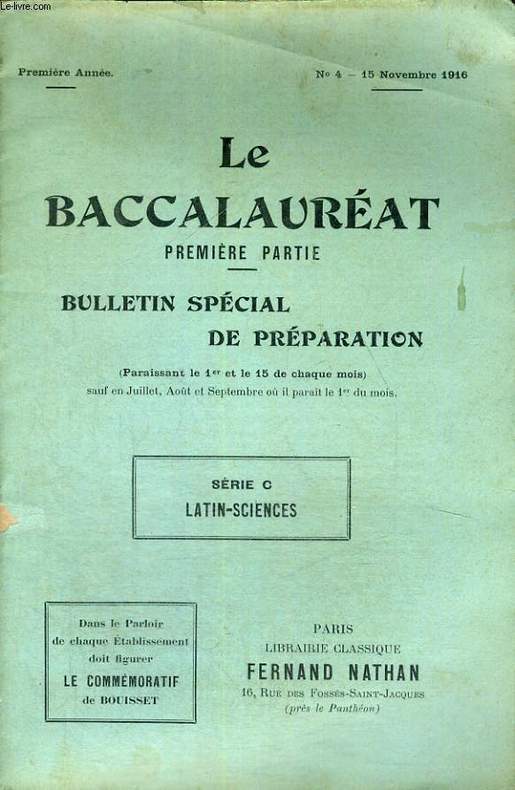 Le-livre.com
Première Année.
No 4 — 15 Novembre 1916
Le
BACCALAURÉAT
PREMIÈRE PARTIE
BULLETIN SPÉCIAL
DE PRÉPARATION
(Paraissant le 1er et le 15 de chaque mois)
sauf en Juillet, Août et Septembre où il paraît le 1er du mois.
SÉRIE C
LATIN-SCIENCES
Dans le Parloir
de chaque Établissement
doit figurer
LE COMMÉMORATIF
de BOUISSET
PARIS
LIBRAIRIE CLASSIQUE
FERNAND NATHAN
16, Rue des Fossés-Saint-Jacques
(près le Panthéon)